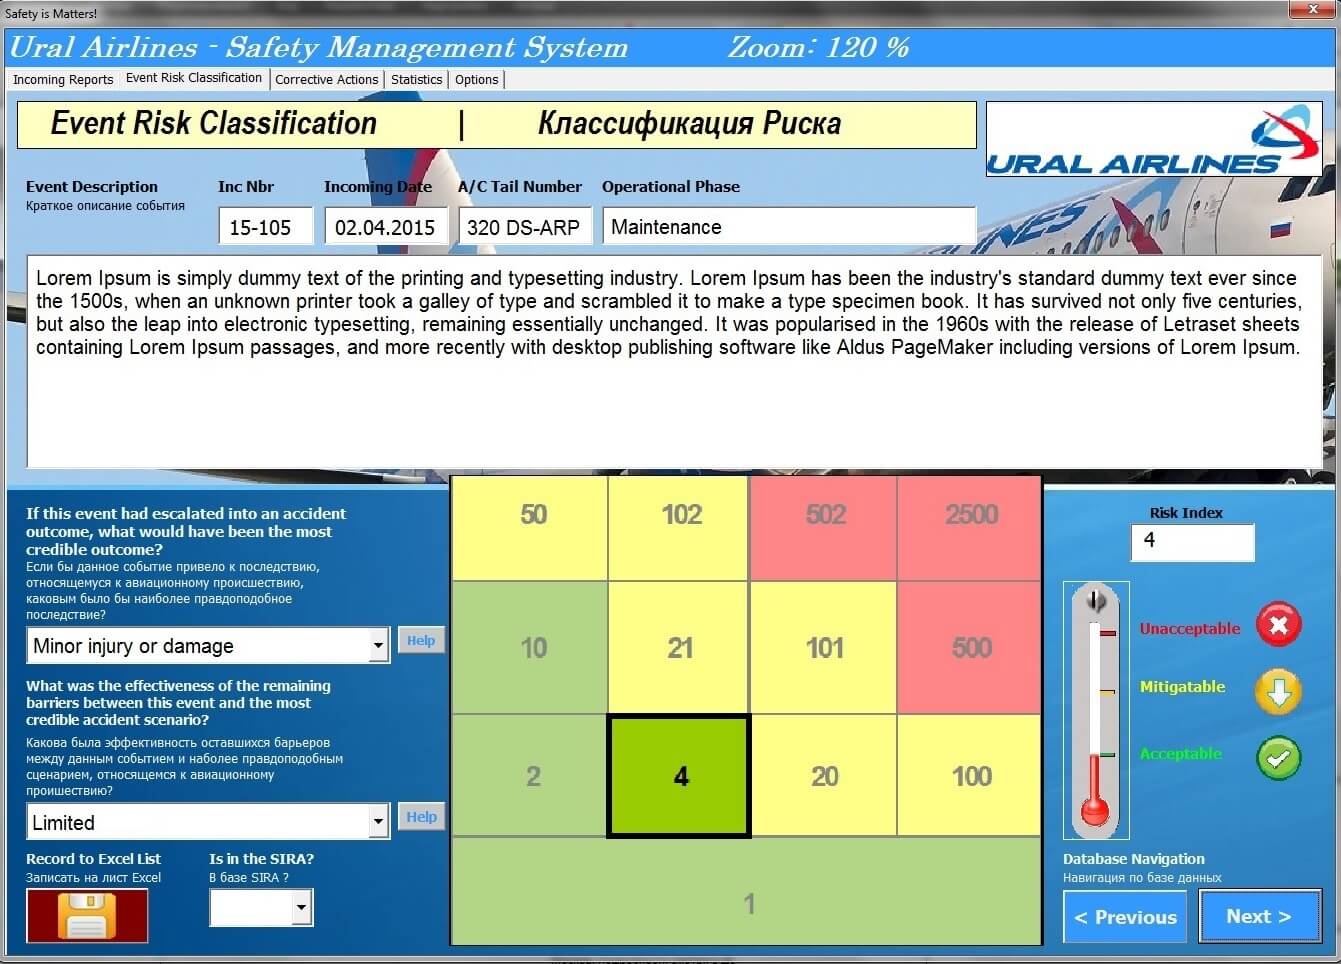 Safety is Matters!
Ural Airlines - Safety Management System
Zoom: 120 %
Incoming Reports
Event Risk Classification
Corrective Actions
Statistics
Options
Event Risk Classification | Классификация Риска
URAL AIRLINES
Event Description
Краткое описание события
Inc Nbr
Incoming Date
A/C Tail Number
Operational Phase
15-105
02.04.2015
320 DS-ARP
Maintenance
Lorem Ipsum is simply dummy text of the printing and typesetting industry. Lorem Ipsum has been the industry's standard dummy text ever since
the 1500s, when an unknown printer took a galley of type and scrambled it to make a type specimen book. It has survived not only five centuries,
but also the leap into electronic typesetting, remaining essentially unchanged. It was popularised in the 1960s with the release of Letraset sheets
containing Lorem Ipsum passages, and more recently with desktop publishing software like Aldus PageMaker including versions of Lorem Ipsum.
If this event had escalated into an accident
outcome, what would have been the most
credible outcome?
Если бы данное событие привело к последствию,
относящемуся к авиационному происшествию,
каковым было бы наиболее правдоподобное
последствие?
Minor injury or damage
Help
What was the effectiveness of the remaining
barriers between this event and the most
credible accident scenario?
Какова была эффективность оставшихся барьеров
между данным событием и наболее правдоподобным
сценарием, относящемся к авиационному
проишествию?
Limited
Help
Record to Excel List
Записать на лист Excel
Is in the SIRA?
В базе SIRA ?
50 102 502 2500
10 21 101 500
2 4 20 100
1
Risk Index
4
Unacceptable
Mitigatable
Acceptable
Database Navigation
Навигация по базе данных
< Previous
Next >